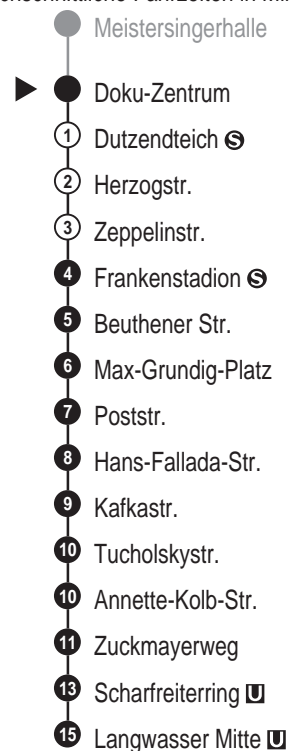 Meistersingerhalle
Doku-Zentrum
1 Dutzendteich S
2 Herzogstr.
3 Zeppelinstr.
4 Frankenstadion S
5 Beuthener Str.
6 Max-Grundig-Platz
7 Poststr.
8 Hans-Fallada-Str.
9 Kafkastr.
10 Tucholskystr.
10 Annette-Kolb-Str.
11 Zuckmayerweg
13 Scharfreiterring U
15 Langwasser Mitte U